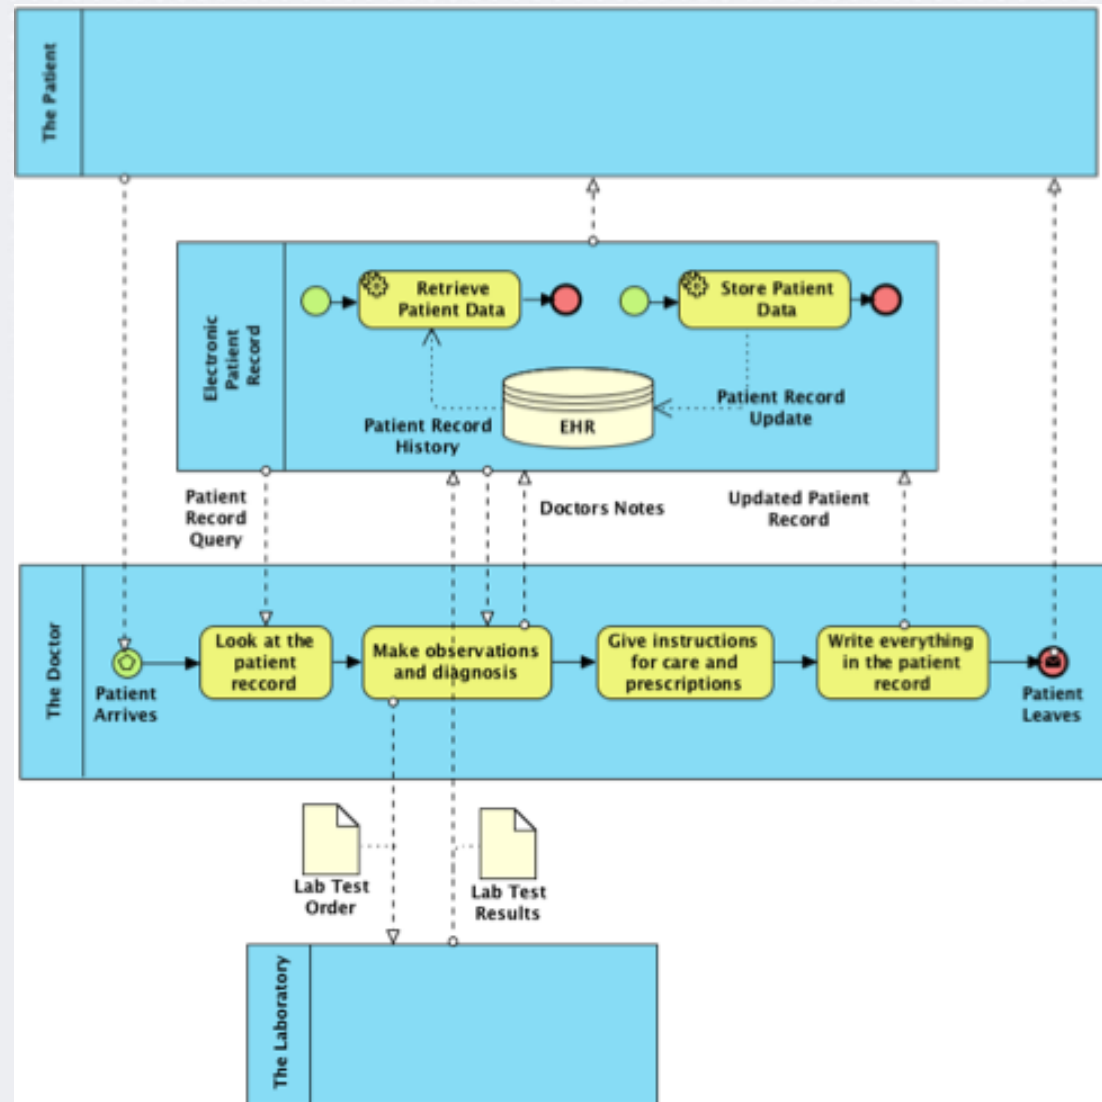 The Patient
Electronic
Patient
Record
Retrieve
Patient Data
Store Patient
Data
Patient Record
History
EHR
Patient Record
Update
Patient
Record
Query
Doctors Notes
Updated Patient
Record
The Doctor
Patient
Arrives
Look at the
patient
reccord
Make observations
and diagnosis
Give instructions
for care and
prescriptions
Write everything
in the patient
record
Patient
Leaves
Lab Test
Order
Lab Test
Results
The Laboratory